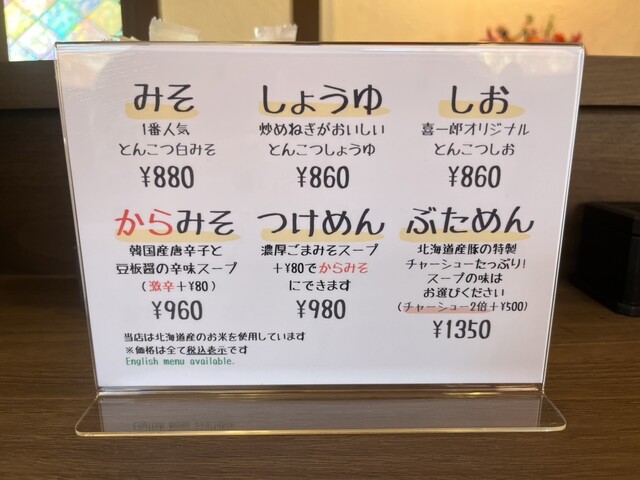 みそ
1番人気
とんこつ白みそ
¥880
しょうゆ
炒めねぎがおいしい
とんこつしょうゆ
¥860
しお
喜一郎オリジナル
とんこつしお
¥860
からみそ
韓国産唐辛子と
豆板醤の辛味スープ
(激辛+¥80)
¥960
つけめん
濃厚ごまみそスープ
+¥80でからみそ
にできます
¥980
ぶためん
北海道産豚の特製
チャーシューたっぷり!
スープの味は
お選びください
(チャーシュー2倍+¥500)
¥1350
当店は北海道産のお米を使用しています
※価格は全て税込表示です
English menu available.